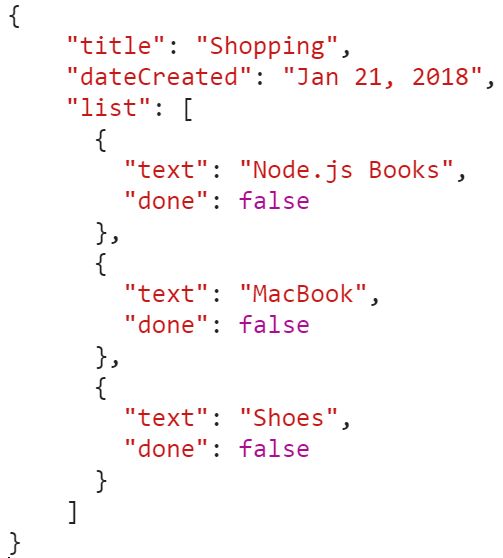 {
    "title": "Shopping",
    "dateCreated": "Jan 21, 2018",
    "list": [
      {
        "text": "Node.js Books",
        "done": false
      },
      {
        "text": "MacBook",
        "done": false
      },
      {
        "text": "Shoes",
        "done": false
      }
    ]
}